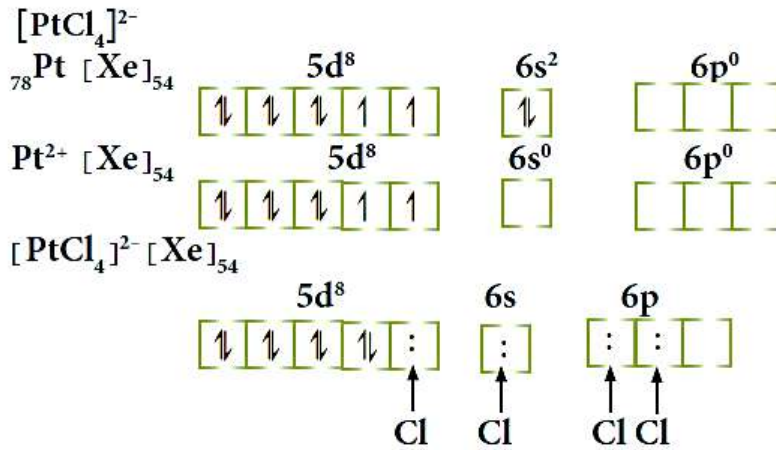 [PtCl₄]²⁻
₇₈Pt [Xe]₅₄ 5d⁸ 6s² 6p⁰
⥮ ⥮ ⥮ ↿ ↿ ⥮
Pt²⁺ [Xe]₅₄ 5d⁸ 6s⁰ 6p⁰
⥮ ⥮ ⥮ ↿ ↿
[PtCl₄]²⁻ [Xe]₅₄
5d⁸ 6s 6p
⥮ ⥮ ⥮ ⥮ : : : :
Cl Cl Cl Cl